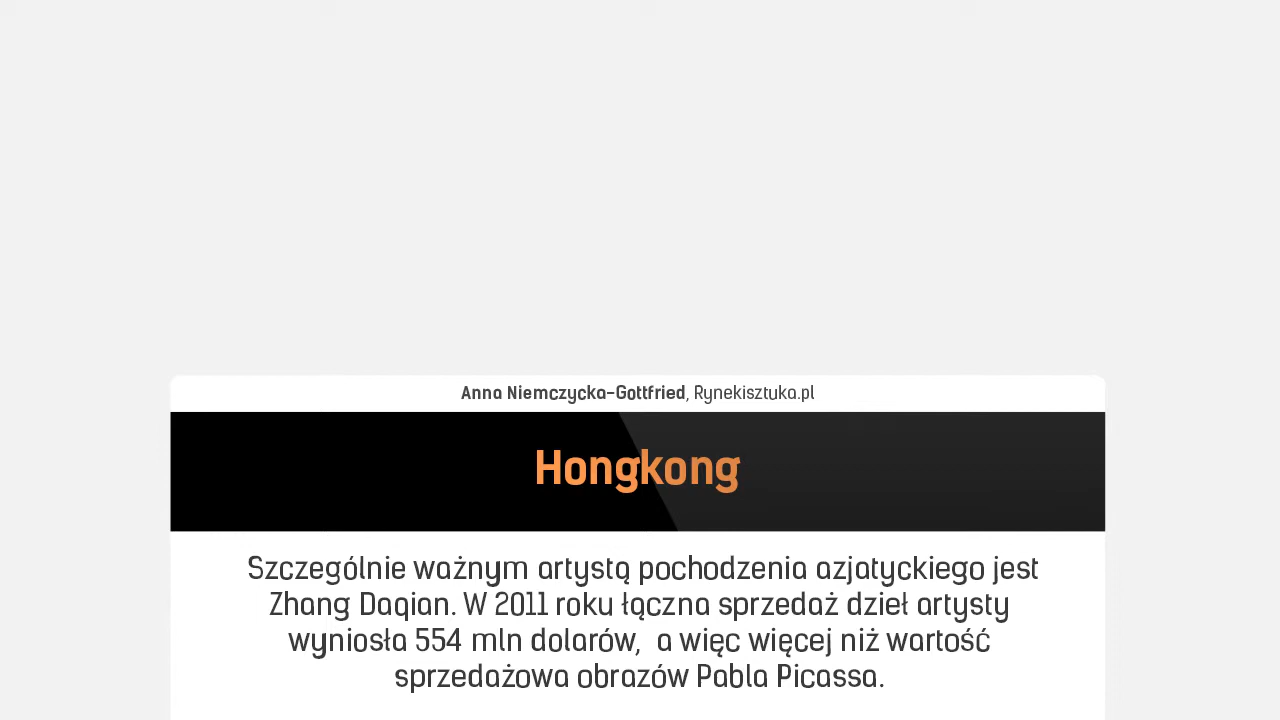 Anna Niemczycka-Gottfried, Rynekisztuka.pl
Hongkong
Szczególnie ważnym artystą pochodzenia azjatyckiego jest
Zhang Daqian. W 2011 roku łączna sprzedaż dzieł artysty
wyniosła 554 mln dolarów,  a więc więcej niż wartość
sprzedażowa obrazów Pabla Picassa.